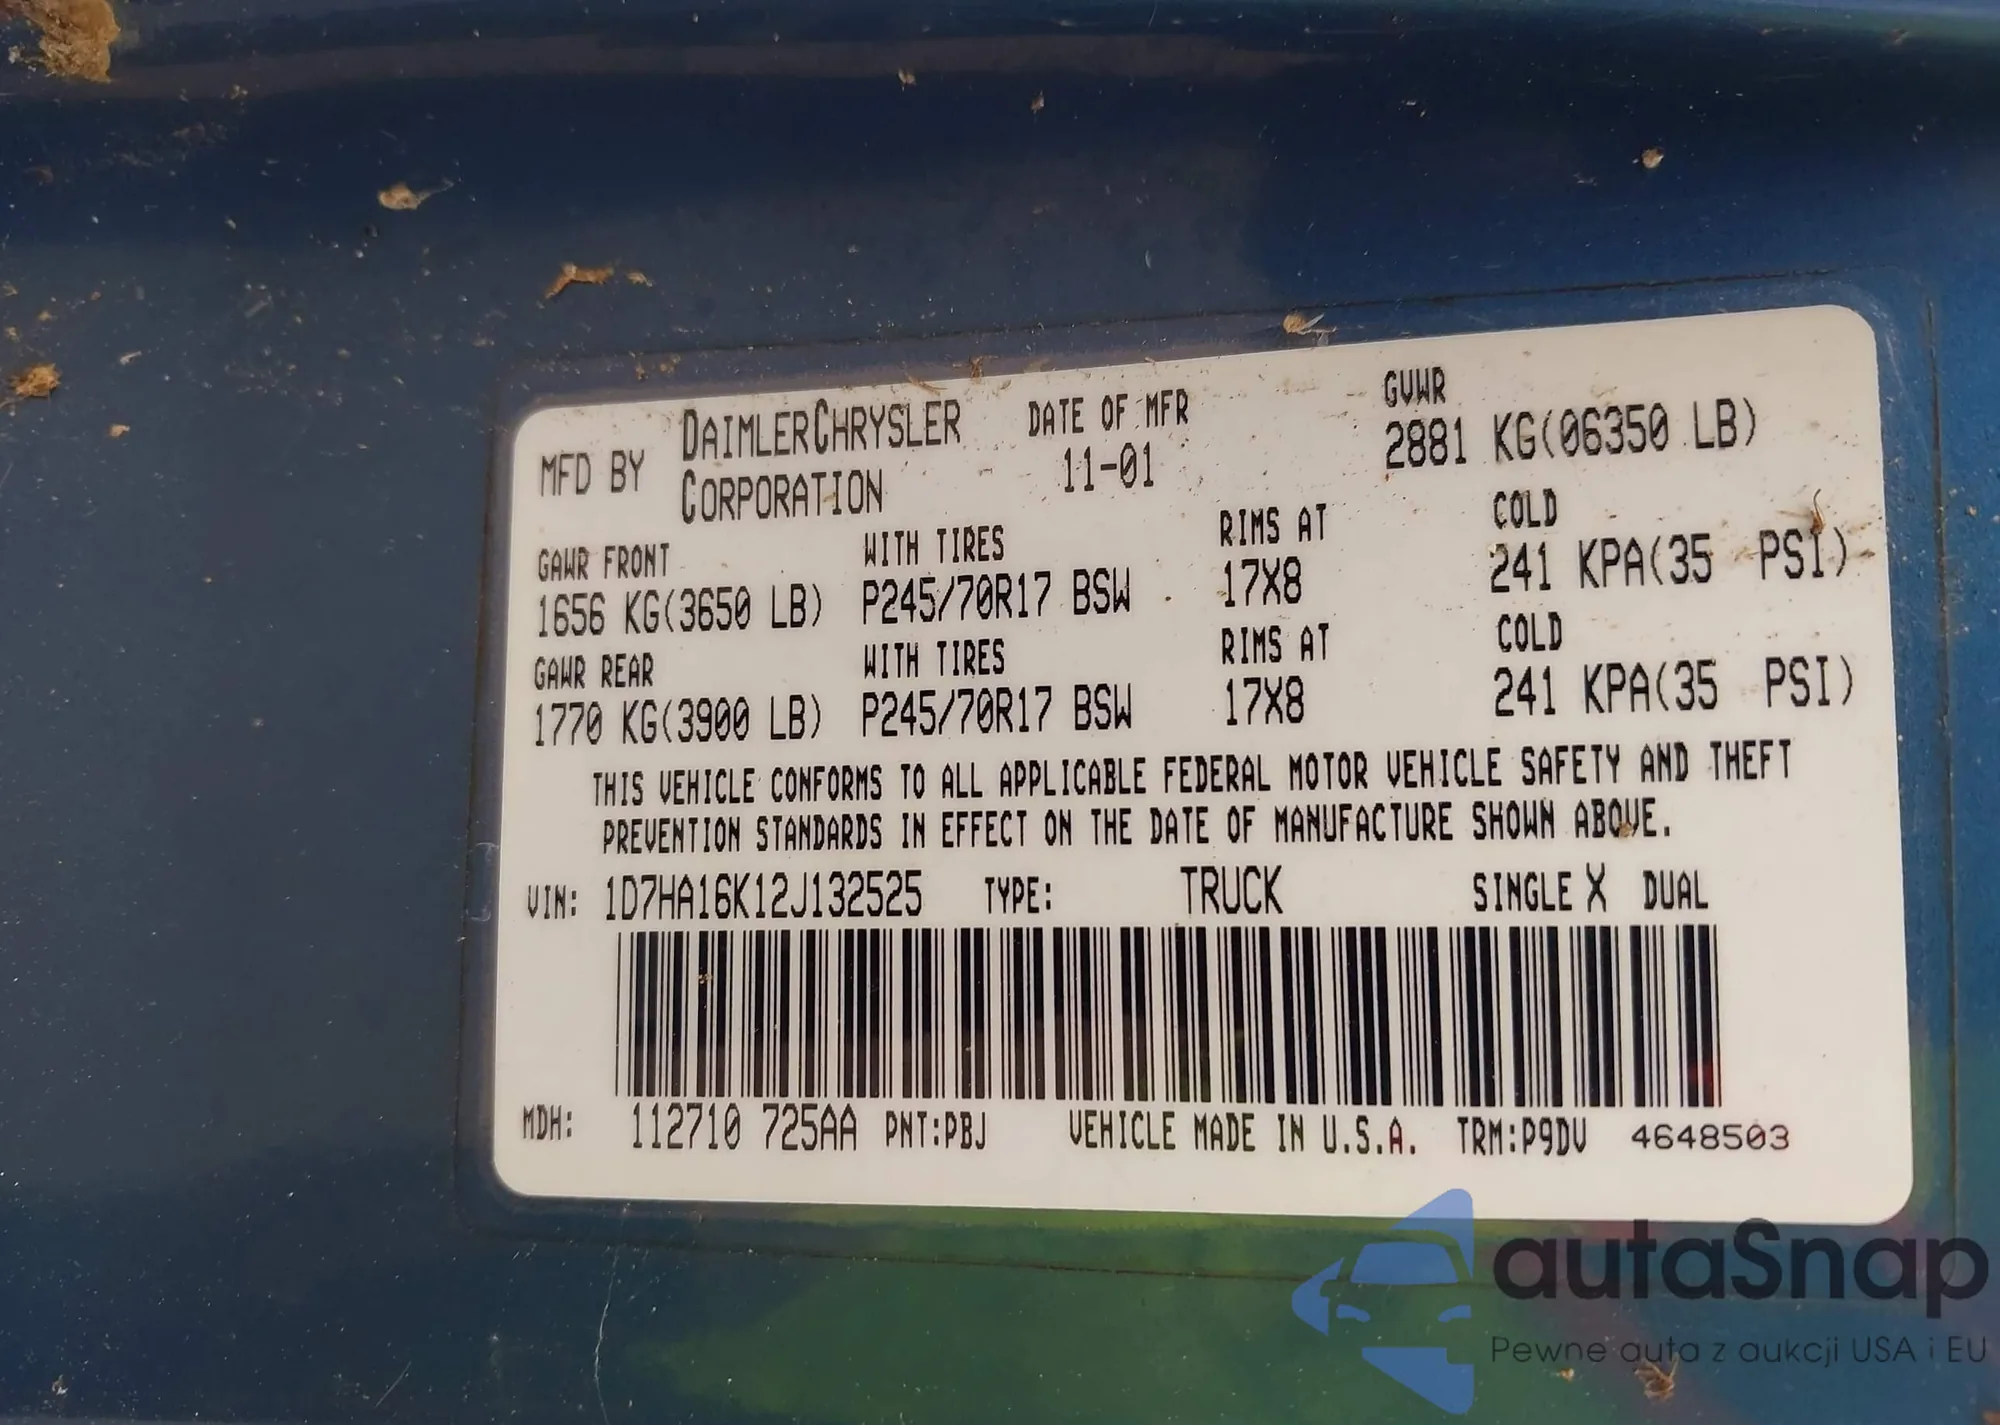 MFD BY DAIMLERCHRYSLER CORPORATION DATE OF MFR 11-01 GVWR 2881 KG(06350 LB)
GAWR FRONT WITH TIRES RIMS AT COLD
1656 KG(3650 LB) P245/70R17 BSW 17X8 241 KPA(35 PSI)
GAWR REAR WITH TIRES RIMS AT COLD
1770 KG(3900 LB) P245/70R17 BSW 17X8 241 KPA(35 PSI)
THIS VEHICLE CONFORMS TO ALL APPLICABLE FEDERAL MOTOR VEHICLE SAFETY AND THEFT
PREVENTION STANDARDS IN EFFECT ON THE DATE OF MANUFACTURE SHOWN ABOVE.
VIN: 1D7HA16K12J132525 TYPE: TRUCK SINGLE X DUAL
MDH: 112710 725AA PNT:PBJ VEHICLE MADE IN U.S.A. TRM:P9DV 4648503
autaSnap
Pewne auta z aukcji USA i EU